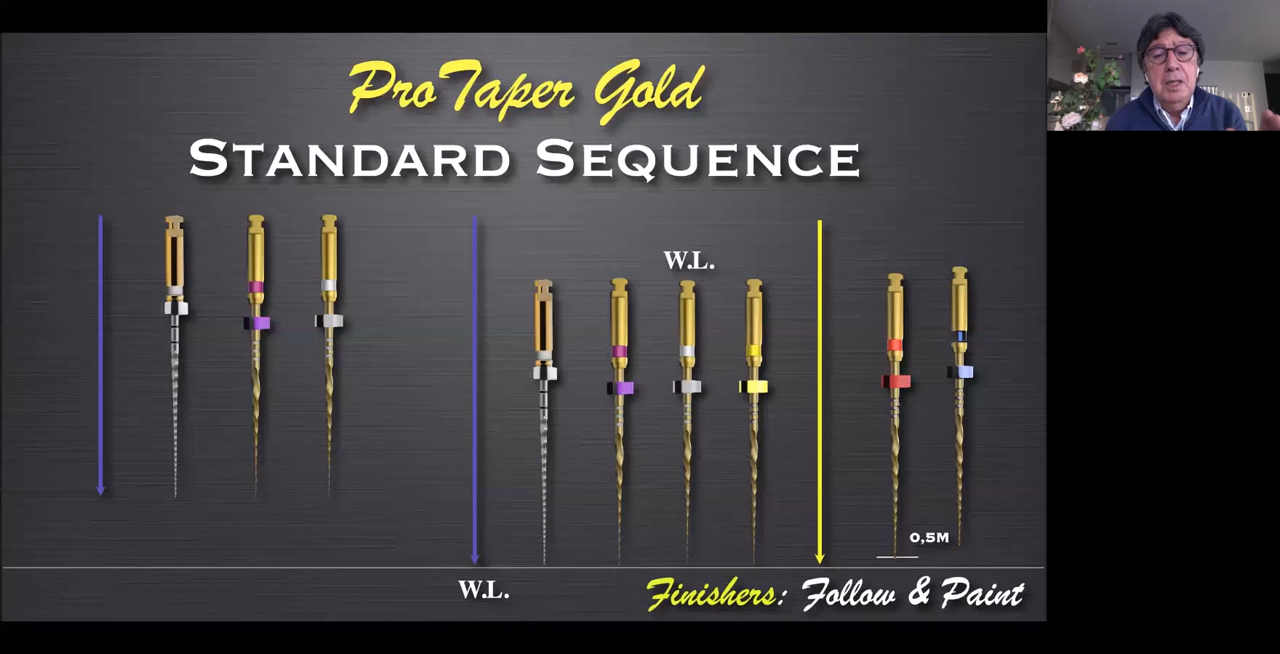 ProTaper Gold
STANDARD SEQUENCE
W.L.
0,5M
W.L.
Finishers: Follow & Paint